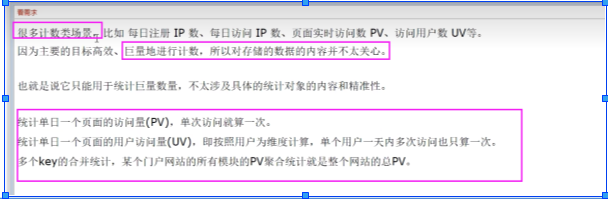 看需求
很多计数类场景，比如 每日注册 IP 数、每日访问 IP 数、页面实时访问数 PV、访问用户数 UV等。
因为主要的目标高效、巨量地进行计数，所以对存储的数据的内容并不太关心。
也就是说它只能用于统计巨量数量，不太涉及具体的统计对象的内容和精准性。
统计单日一个页面的访问量(PV)，单次访问就算一次。
统计单日一个页面的用户访问量(UV)，即按照用户为维度计算，单个用户一天内多次访问也只算一次。
多个key的合并统计，某个门户网站的所有模块的PV聚合统计就是整个网站的总PV。